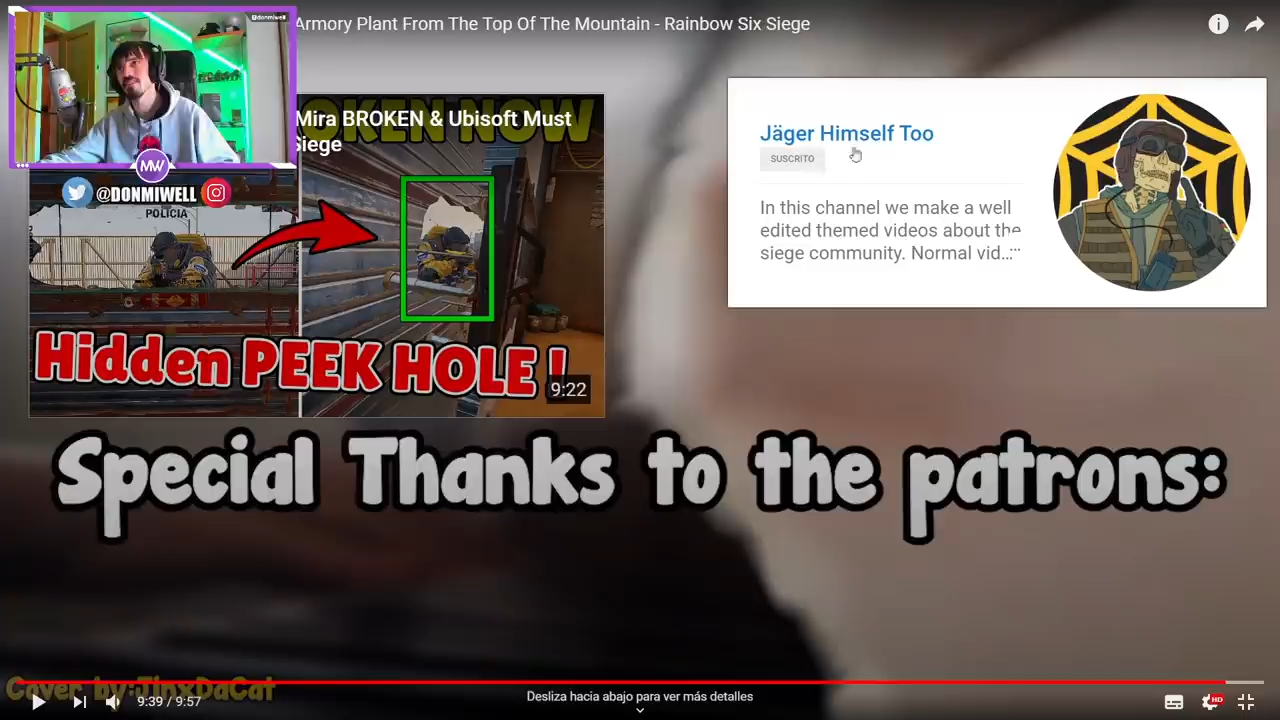 @donmiwell
Armory Plant From The Top Of The Mountain - Rainbow Six Siege
Mira BROKEN & Ubisoft Must
Siege
BROKEN NOW
MW
@DONMIWELL
POLICIA
Hidden PEEK HOLE !
9:22
Jäger Himself Too
SUSCRITO
In this channel we make a well
edited themed videos about the
siege community. Normal vid...
Special Thanks to the patrons:
Cover by:JinxDaCat
9:39 / 9:57
Desliza hacia abajo para ver más detalles
HD